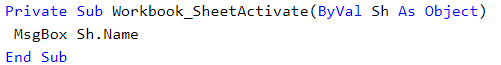 Private Sub Workbook_SheetActivate(ByVal Sh As Object)
 MsgBox Sh.Name
End Sub